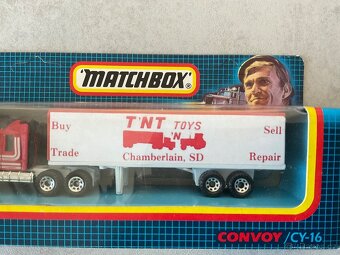 MATCHBOX®
Buy T'NT TOYS Sell
'N
Trade Chamberlain, SD Repair
CONVOY/CY-16